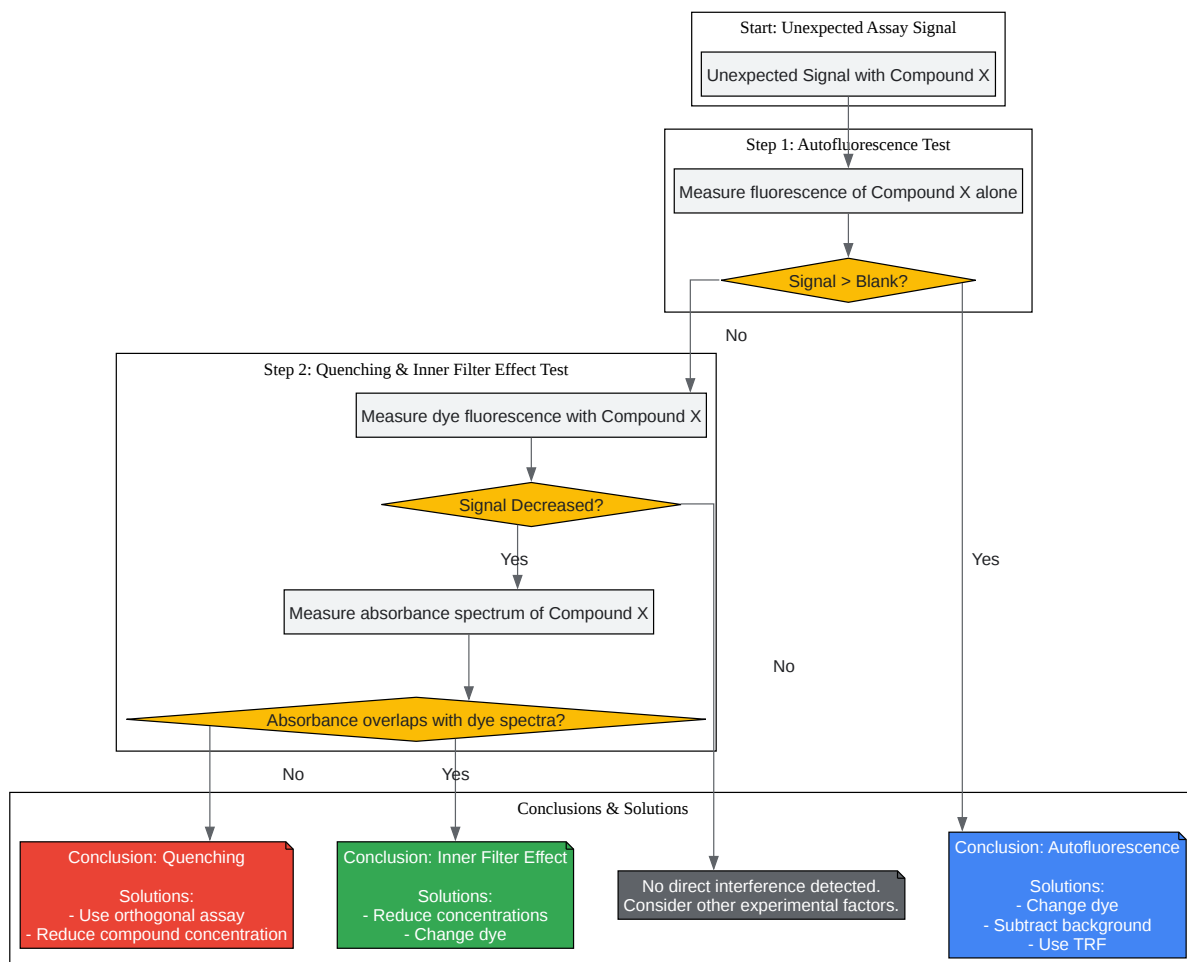 Start: Unexpected Assay Signal
Unexpected Signal with Compound X
Step 1: Autofluorescence Test
Measure fluorescence of Compound X alone
Signal > Blank?
No
Step 2: Quenching & Inner Filter Effect Test
Measure dye fluorescence with Compound X
Signal Decreased?
Yes
Yes
Measure absorbance spectrum of Compound X
No
Absorbance overlaps with dye spectra?
No
Yes
Conclusions & Solutions
Conclusion: Quenching
Solutions:
- Use orthogonal assay
- Reduce compound concentration
Conclusion: Inner Filter Effect
Solutions:
- Reduce concentrations
- Change dye
No direct interference detected.
Consider other experimental factors.
Conclusion: Autofluorescence
Solutions:
- Change dye
- Subtract background
- Use TRF